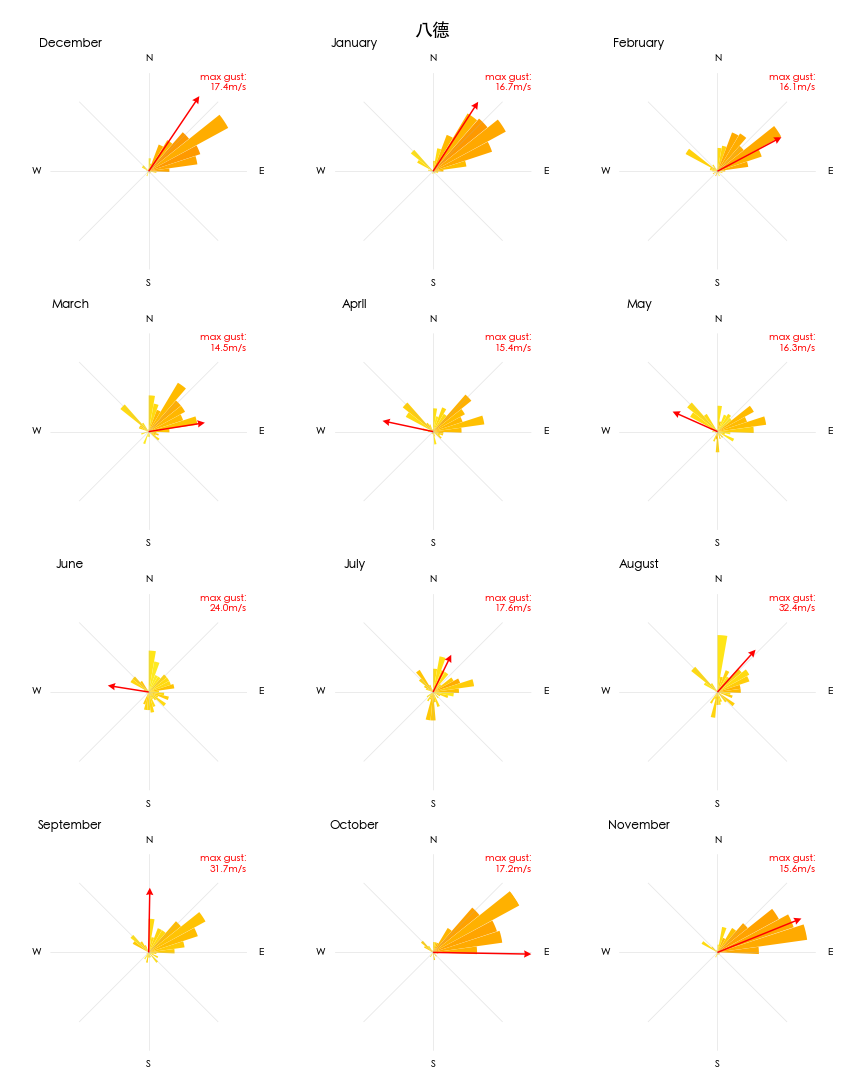 八德
December
N
max gust:
17.4m/s
W
E
S
January
N
max gust:
16.7m/s
W
E
S
February
N
max gust:
16.1m/s
W
E
S
March
N
max gust:
14.5m/s
W
E
S
April
N
max gust:
15.4m/s
W
E
S
May
N
max gust:
16.3m/s
W
E
S
June
N
max gust:
24.0m/s
W
E
S
July
N
max gust:
17.6m/s
W
E
S
August
N
max gust:
32.4m/s
W
E
S
September
N
max gust:
31.7m/s
W
E
S
October
N
max gust:
17.2m/s
W
E
S
November
N
max gust:
15.6m/s
W
E
S